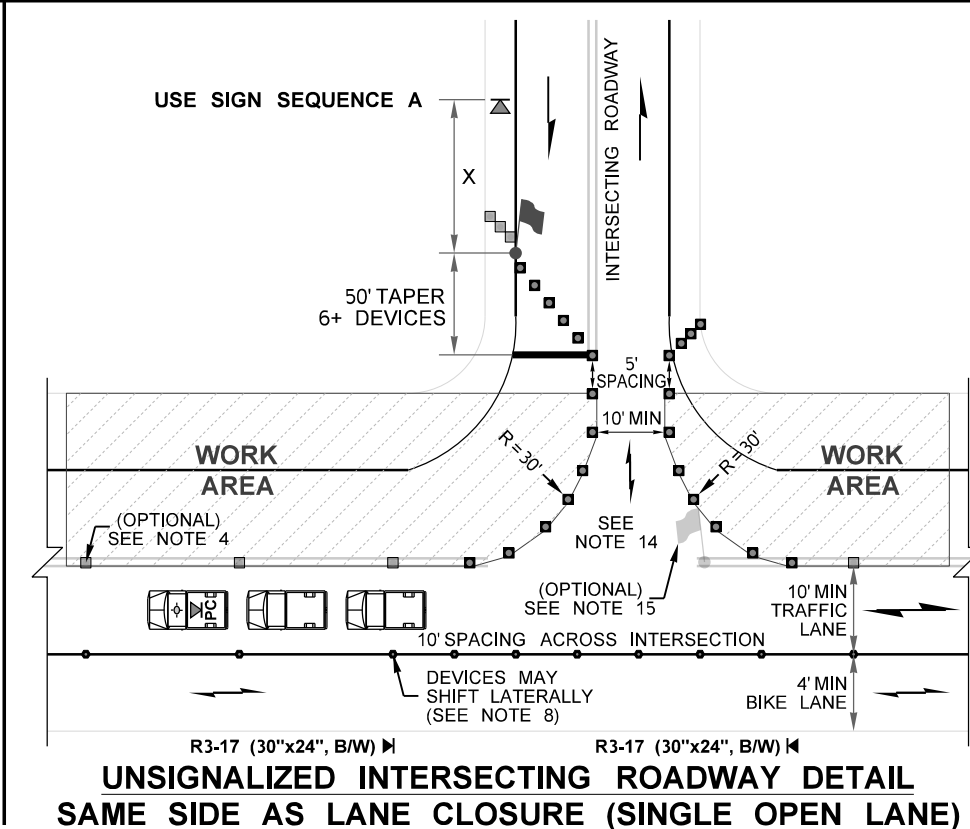 USE SIGN SEQUENCE A
X
INTERSECTING ROADWAY
50' TAPER
6+ DEVICES
5'
SPACING
10' MIN
WORK
AREA
R = 30'
R = 30'
WORK
AREA
(OPTIONAL)
SEE NOTE 4
SEE
NOTE 14
(OPTIONAL)
SEE NOTE 15
10' MIN
TRAFFIC
LANE
PC
10' SPACING ACROSS INTERSECTION
DEVICES MAY
SHIFT LATERALLY
(SEE NOTE 8)
4' MIN
BIKE LANE
R3-17 (30"x24", B/W)
R3-17 (30"x24", B/W)
UNSIGNALIZED INTERSECTING ROADWAY DETAIL
SAME SIDE AS LANE CLOSURE (SINGLE OPEN LANE)